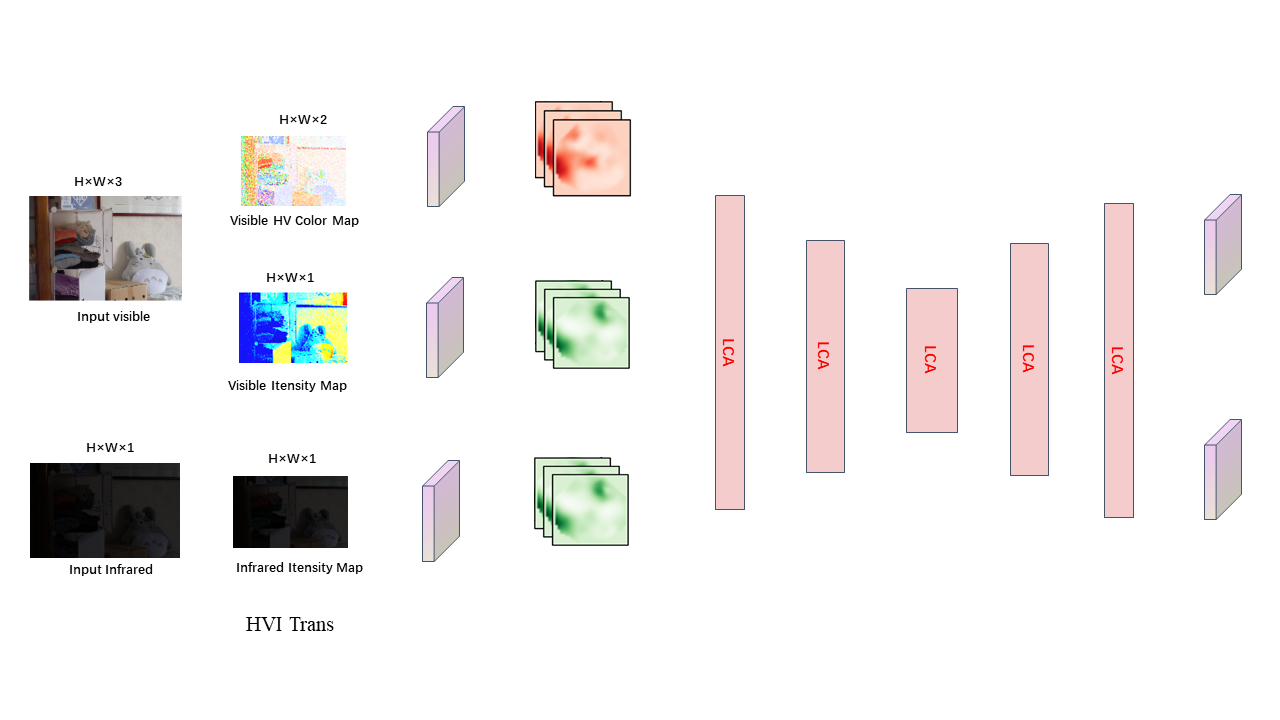 H×W×3
Input visible
H×W×2
Visible HV Color Map
H×W×1
Visible Itensity Map
H×W×1
Input Infrared
H×W×1
Infrared Itensity Map
HVI Trans
LCA
LCA
LCA
LCA
LCA